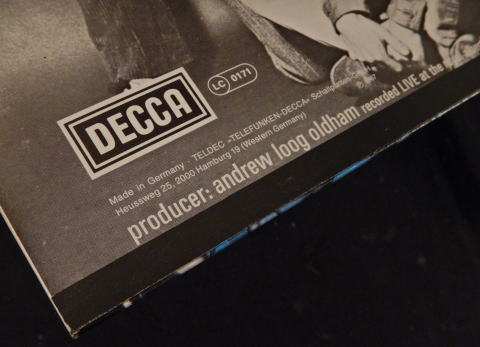 DECCA
LC 0171
Made in Germany · TELDEC »TELEFUNKEN-DECCA« Schallplatten
Heussweg 25, 2000 Hamburg 19 (Western Germany)
producer: andrew loog oldham recorded LIVE at the